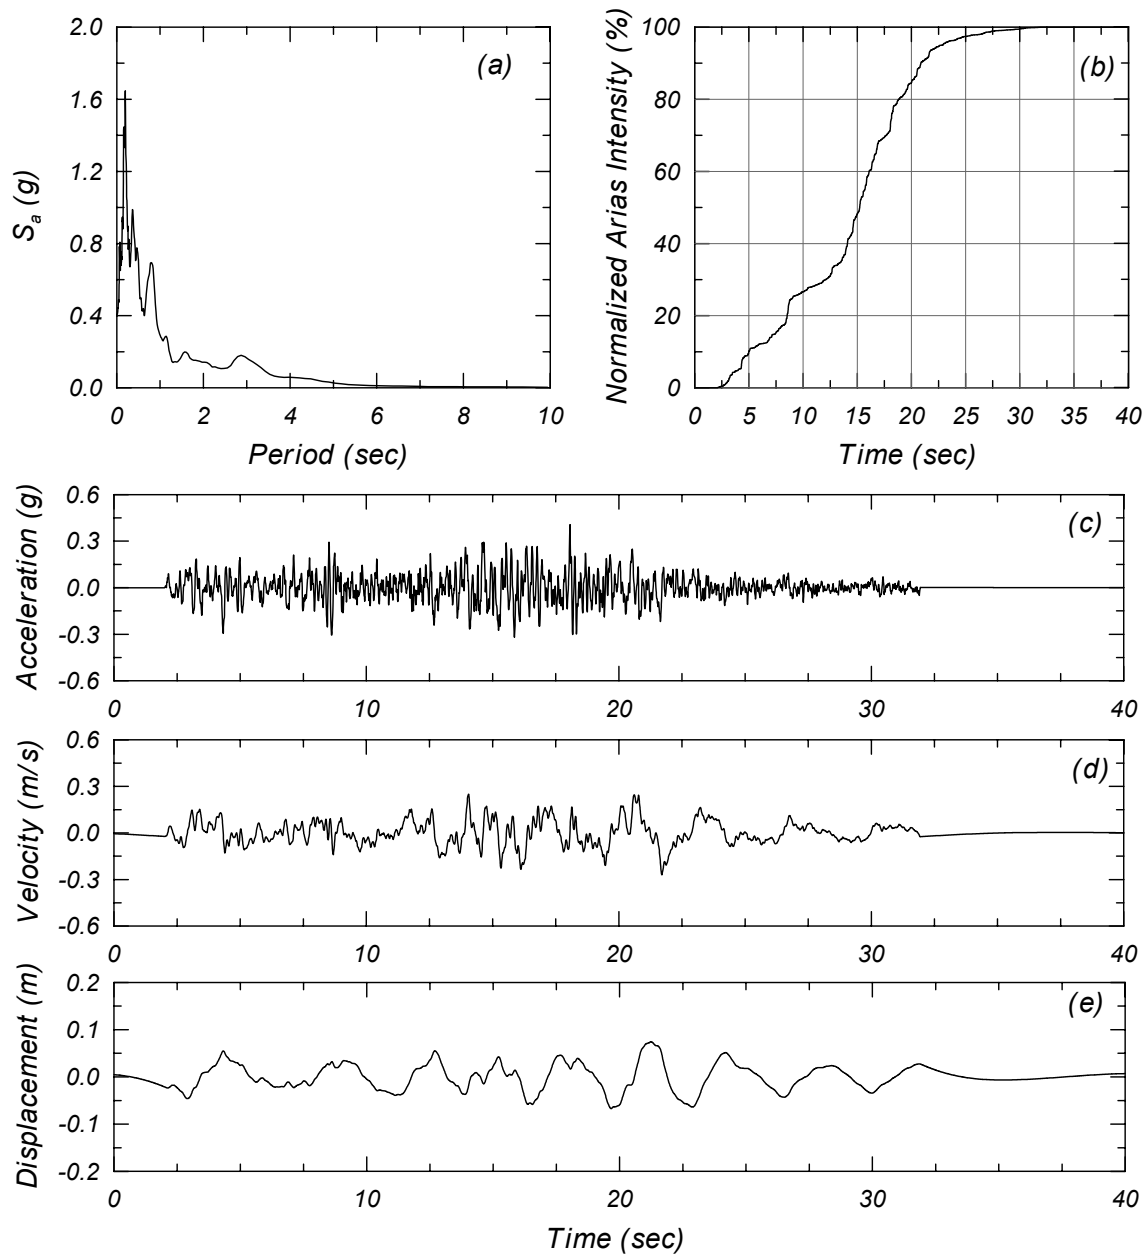 2.0
1.6
1.2
0.8
0.4
0.0
S a (g)
(a)
0 2 4 6 8 10
Period (sec)
100
80
60
40
20
0
Normalized Arias Intensity (%)
(b)
0 5 10 15 20 25 30 35 40
Time (sec)
0.6
0.3
0.0
-0.3
-0.6
Acceleration (g)
(c)
0 10 20 30 40
0.6
0.3
0.0
-0.3
-0.6
Velocity (m/s)
(d)
0 10 20 30 40
0.2
0.1
0.0
-0.1
-0.2
Displacement (m)
(e)
0 10 20 30 40
Time (sec)